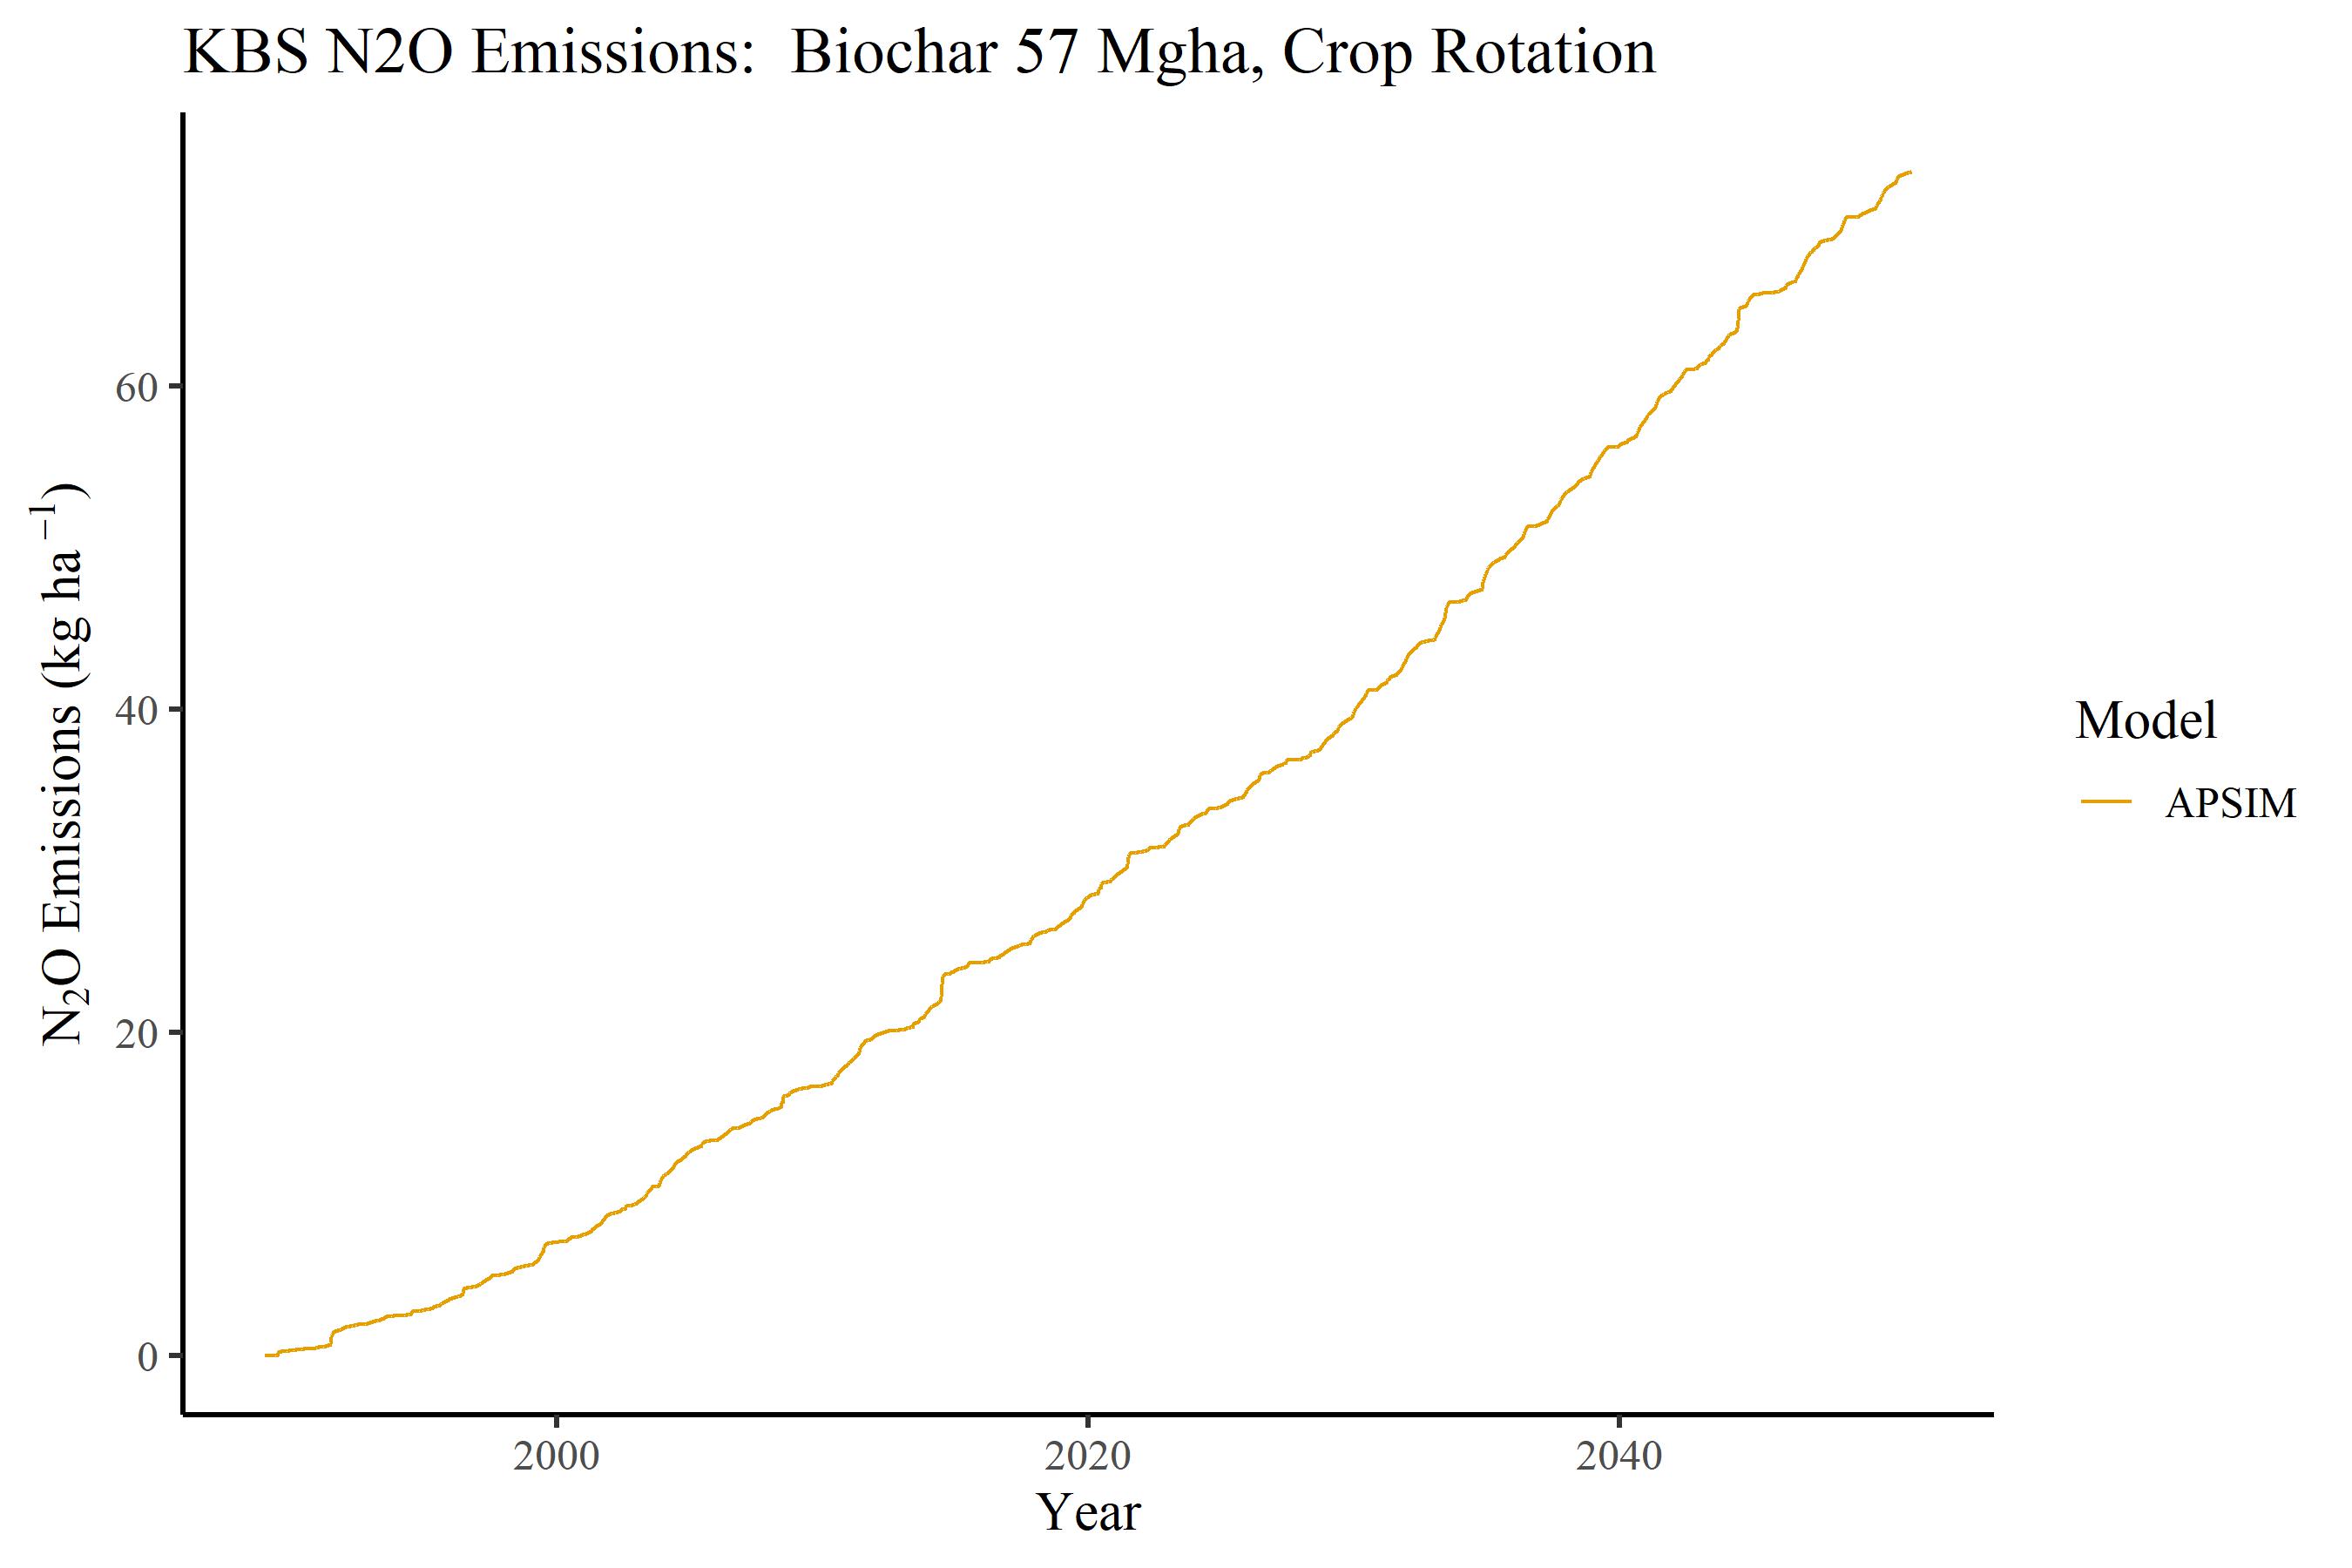 KBS N2O Emissions:  Biochar 57 Mgha, Crop Rotation
N₂O Emissions (kg ha⁻¹)
60
40
20
0
2000
2020
2040
Year
Model
APSIM